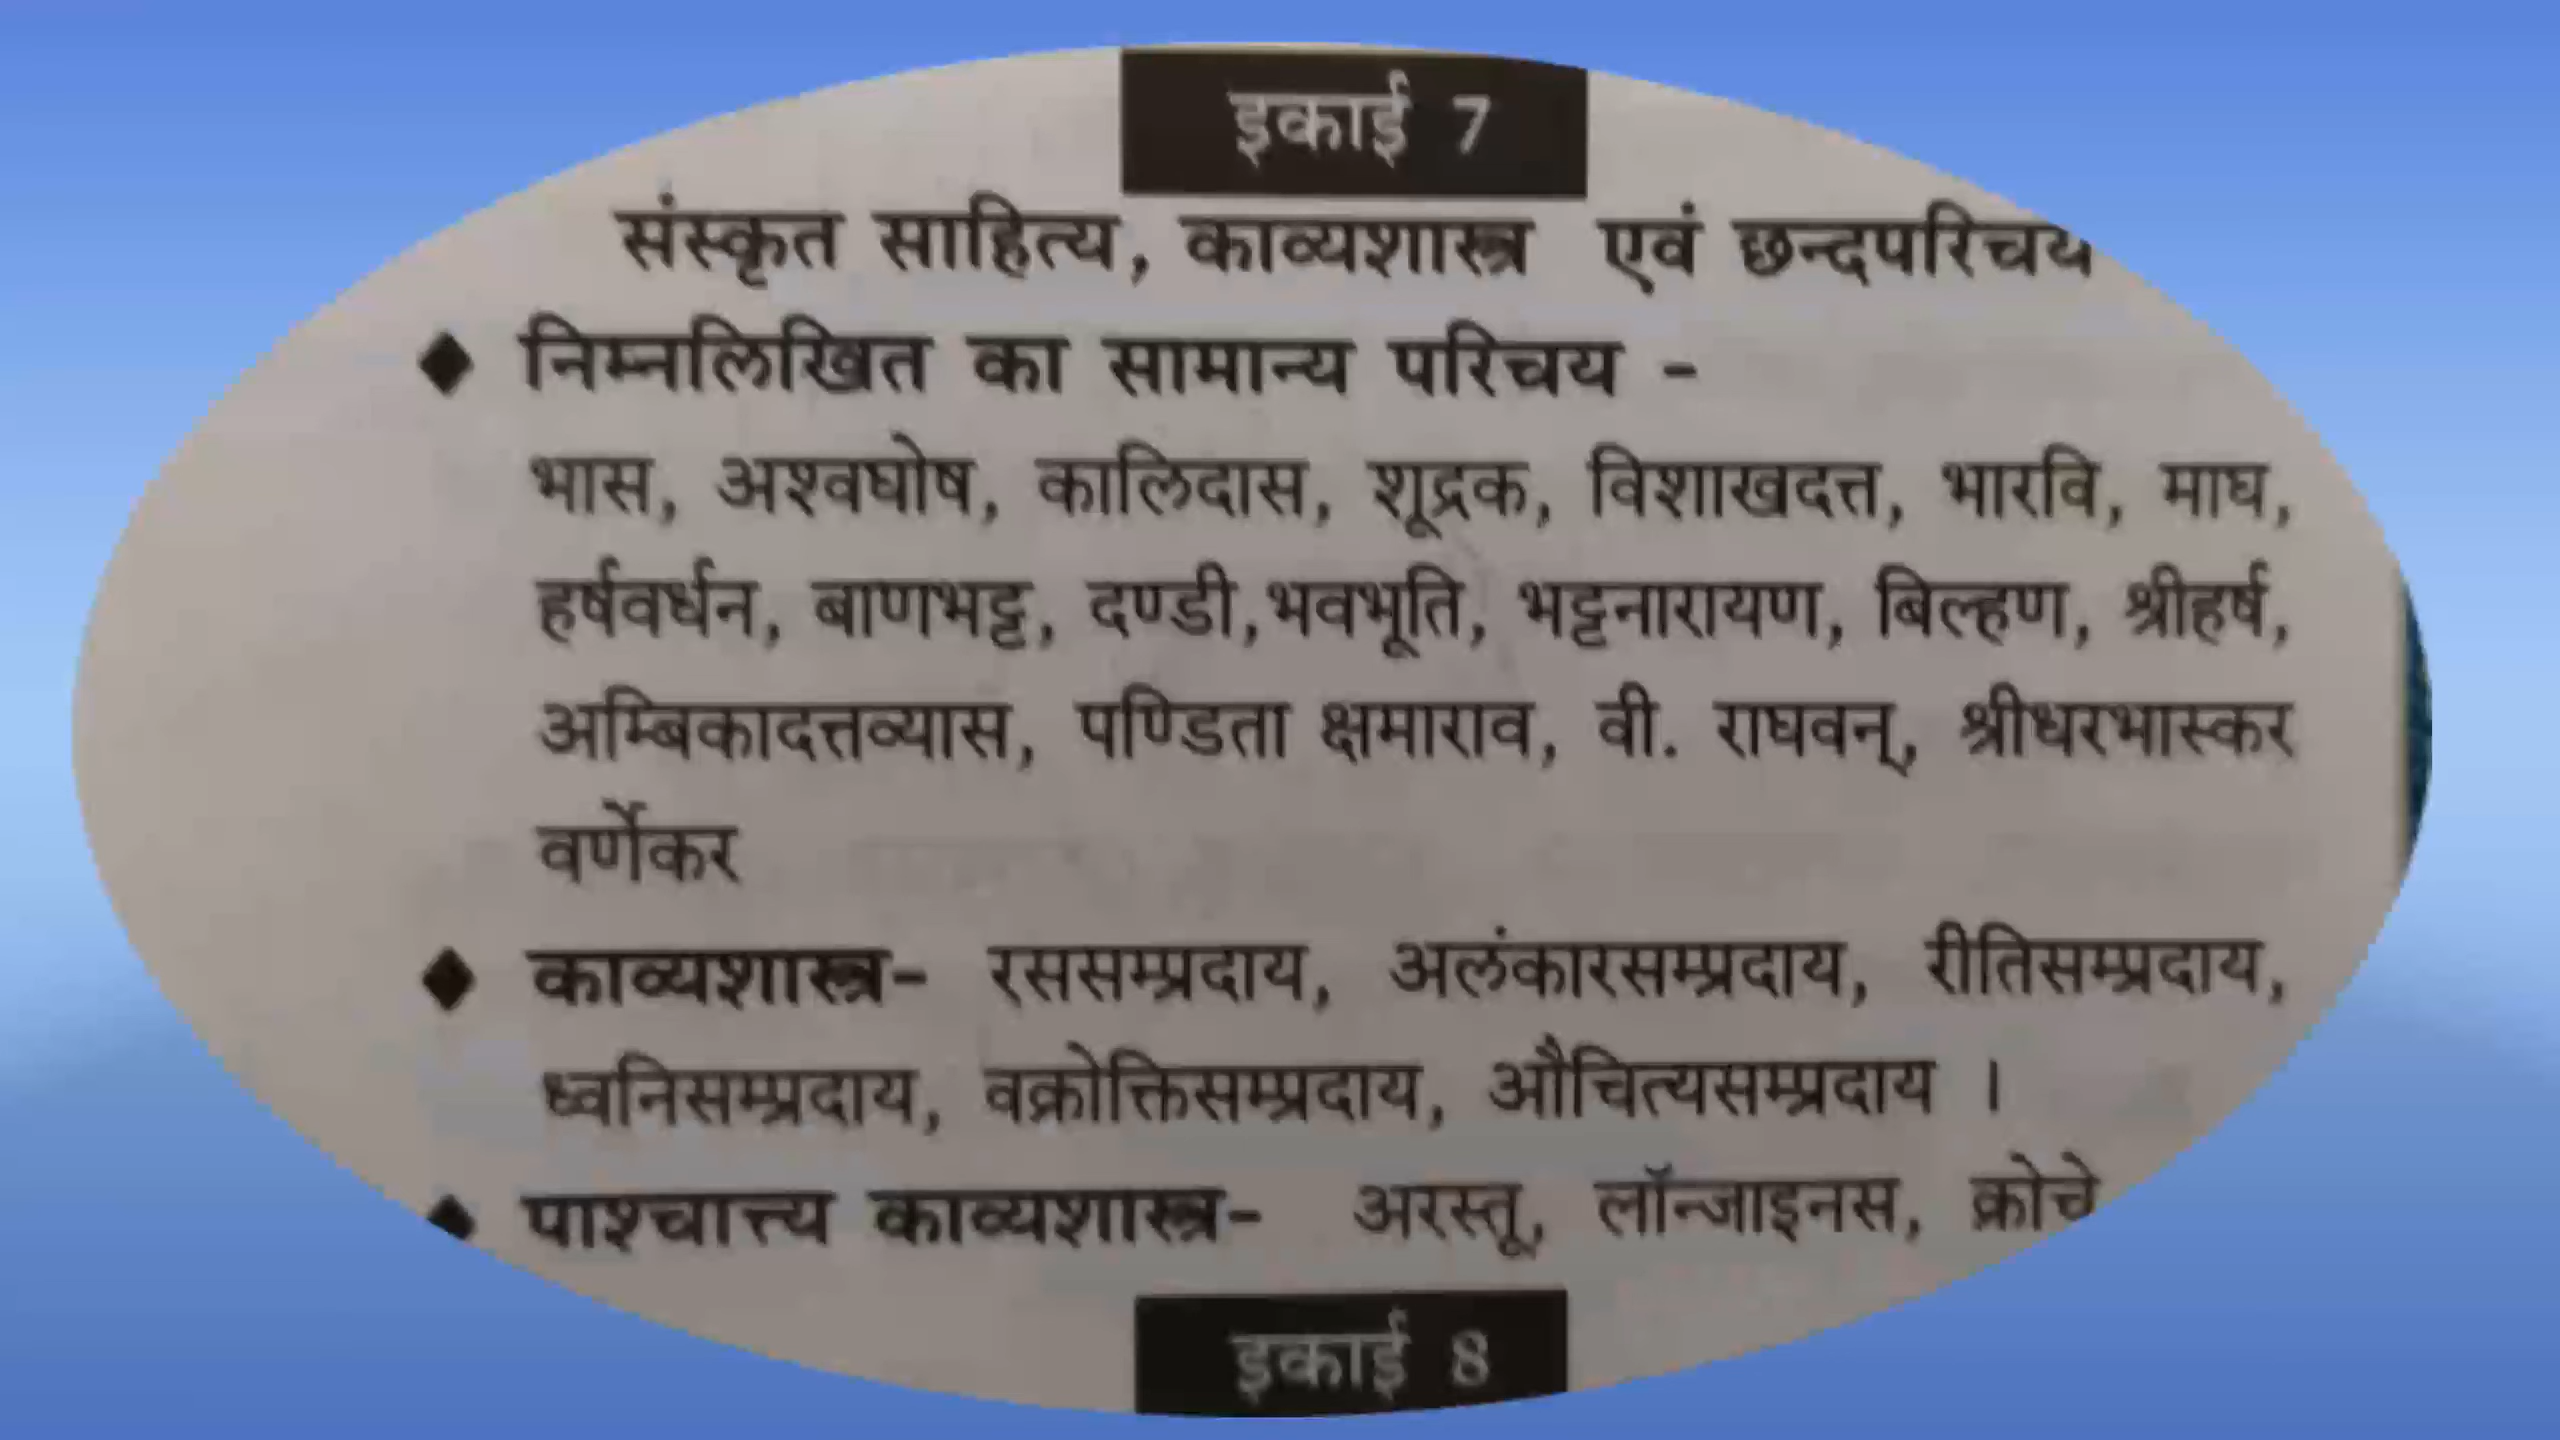 इकाई 7
संस्कृत साहित्य, काव्यशास्त्र एवं छन्दपरिचय
◆ निम्नलिखित का सामान्य परिचय -
भास, अश्वघोष, कालिदास, शूद्रक, विशाखदत्त, भारवि, माघ,
हर्षवर्धन, बाणभट्ट, दण्डी,भवभूति, भट्टनारायण, बिल्हण, श्रीहर्ष,
अम्बिकादत्तव्यास, पण्डिता क्षमाराव, वी. राघवन्, श्रीधरभास्कर
वर्णेकर
◆ काव्यशास्त्र- रससम्प्रदाय, अलंकारसम्प्रदाय, रीतिसम्प्रदाय,
ध्वनिसम्प्रदाय, वक्रोक्तिसम्प्रदाय, औचित्यसम्प्रदाय ।
◆ पाश्चात्त्य काव्यशास्त्र- अरस्तू, लॉन्जाइनस, क्रोचे
इकाई 8